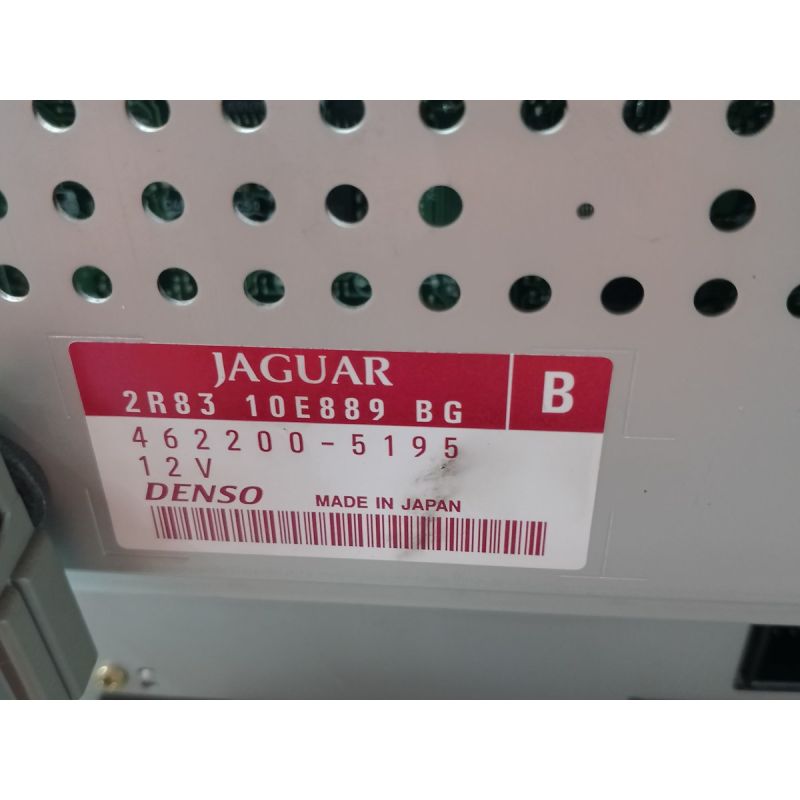 JAGUAR
2R83 10E889 BG
B
462200-5195
12V
DENSO MADE IN JAPAN